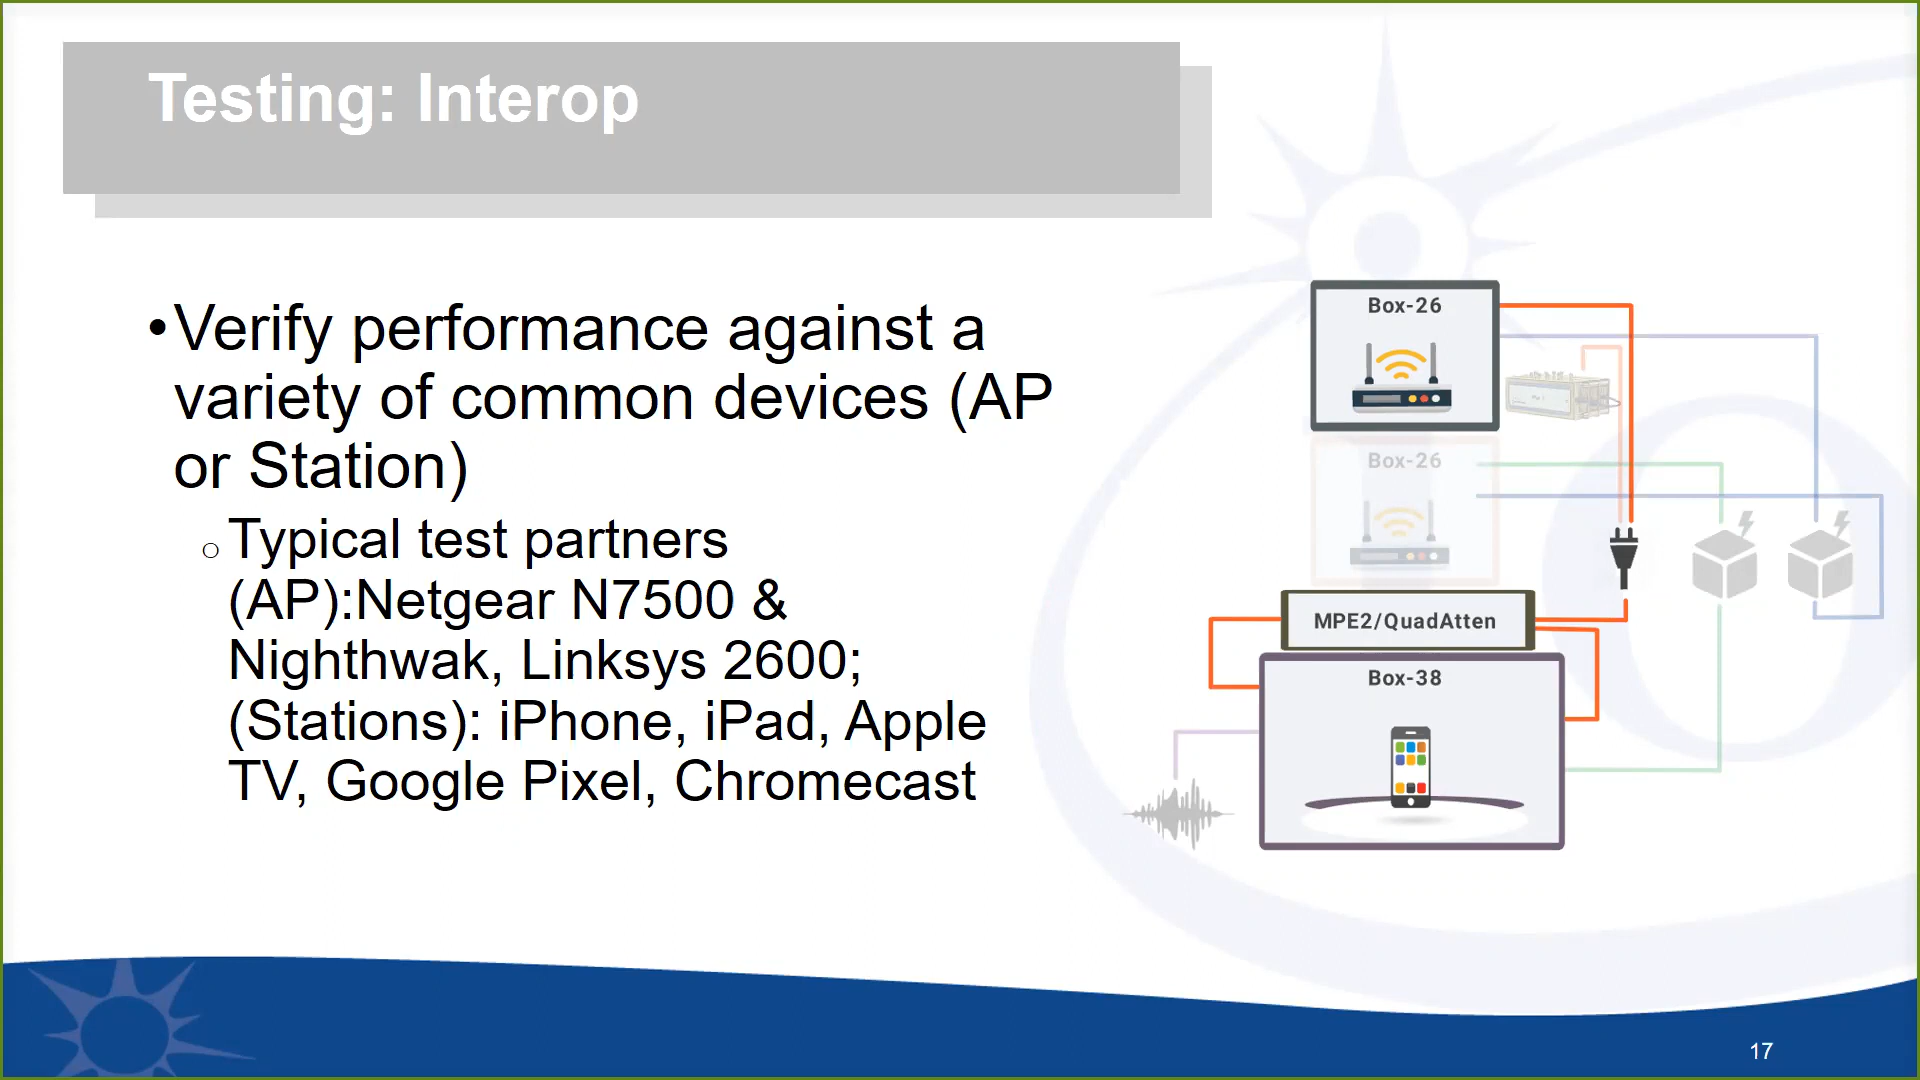 Testing: Interop
•Verify performance against a
variety of common devices (AP
or Station)
○ Typical test partners
(AP):Netgear N7500 &
Nighthwak, Linksys 2600;
(Stations): iPhone, iPad, Apple
TV, Google Pixel, Chromecast
Box-26
Box-26
MPE2/QuadAtten
Box-38
17